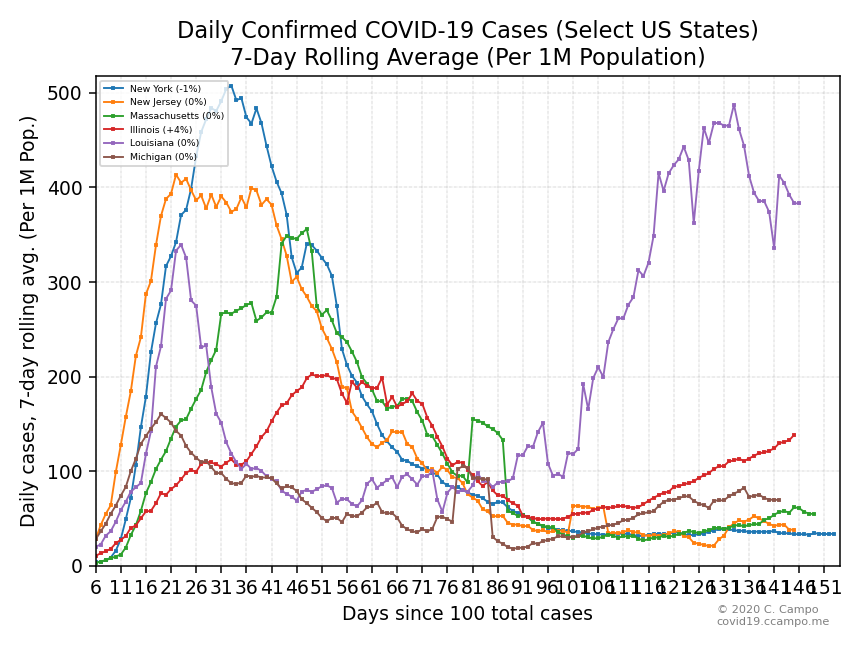 Daily Confirmed COVID-19 Cases (Select US States)
7-Day Rolling Average (Per 1M Population)
Daily cases, 7-day rolling avg. (Per 1M Pop.)
500
400
300
200
100
0
New York (-1%)
New Jersey (0%)
Massachusetts (0%)
Illinois (+4%)
Louisiana (0%)
Michigan (0%)
6 11 16 21 26 31 36 41 46 51 56 61 66 71 76 81 86 91 96 101 106 111 116 121 126 131 136 141 146 151
Days since 100 total cases
© 2020 C. Campo
covid19.ccampo.me